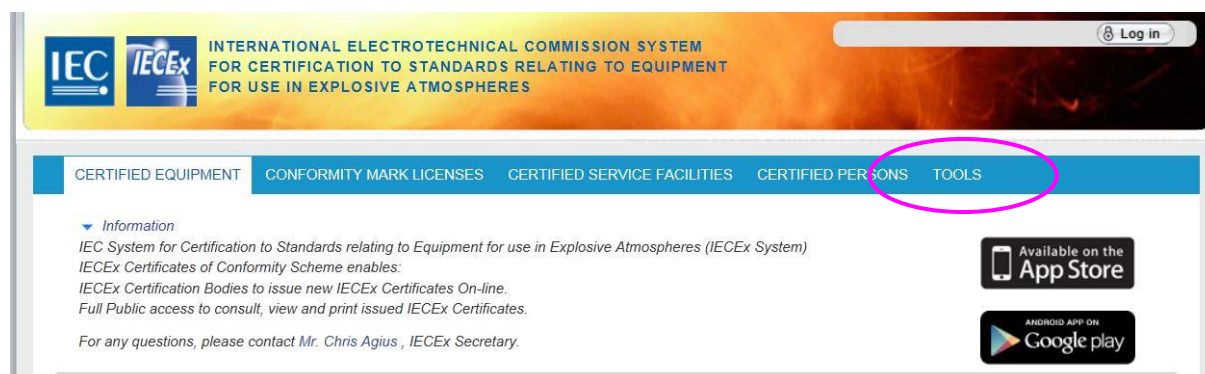 IEC
IECEx
INTERNATIONAL ELECTROTECHNICAL COMMISSION SYSTEM
FOR CERTIFICATION TO STANDARDS RELATING TO EQUIPMENT
FOR USE IN EXPLOSIVE ATMOSPHERES
Log in
CERTIFIED EQUIPMENT CONFORMITY MARK LICENSES CERTIFIED SERVICE FACILITIES CERTIFIED PERSONS TOOLS
Information
IEC System for Certification to Standards relating to Equipment for use in Explosive Atmospheres (IECEx System)
IECEx Certificates of Conformity Scheme enables:
IECEx Certification Bodies to issue new IECEx Certificates On-line.
Full Public access to consult, view and print issued IECEx Certificates.
For any questions, please contact Mr. Chris Agius , IECEx Secretary.
Available on the
App Store
ANDROID APP ON
Google play